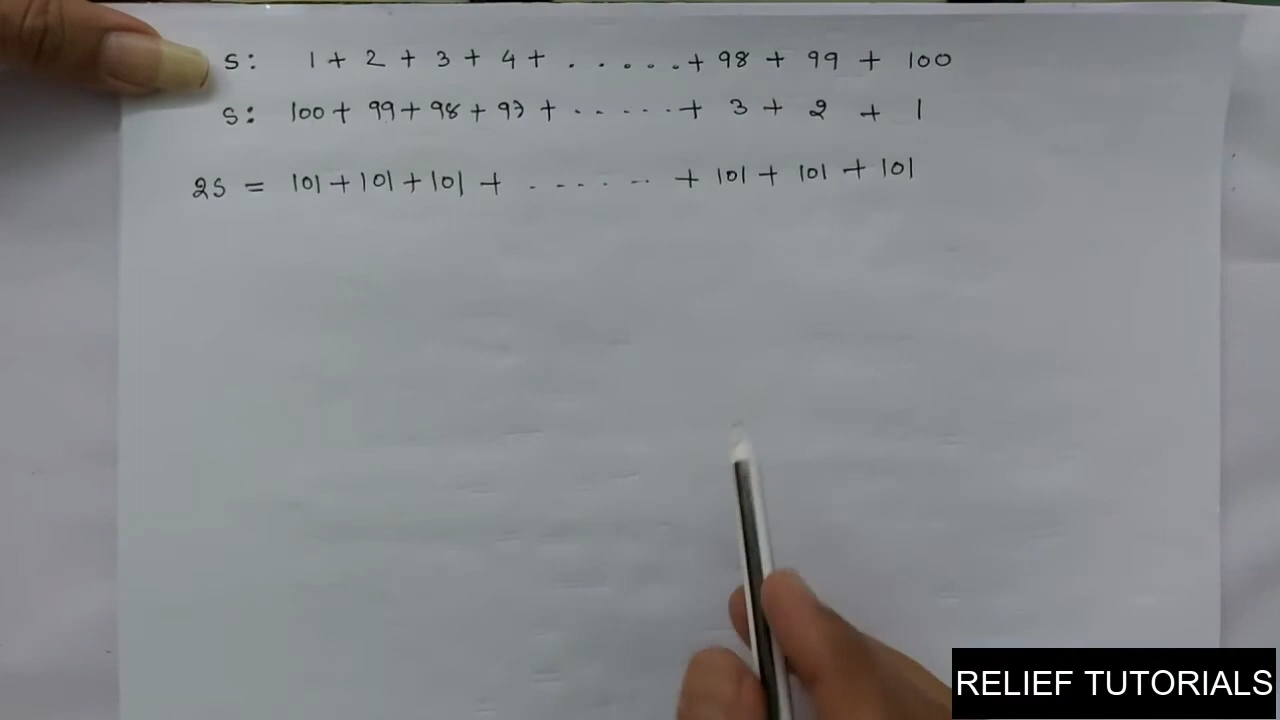 S: 1 + 2 + 3 + 4 + . . . . . . + 98 + 99 + 100
S: 100 + 99 + 98 + 97 + . . . . . . + 3 + 2 + 1
2S = 101 + 101 + 101 + . . . . . . . + 101 + 101 + 101
RELIEF TUTORIALS